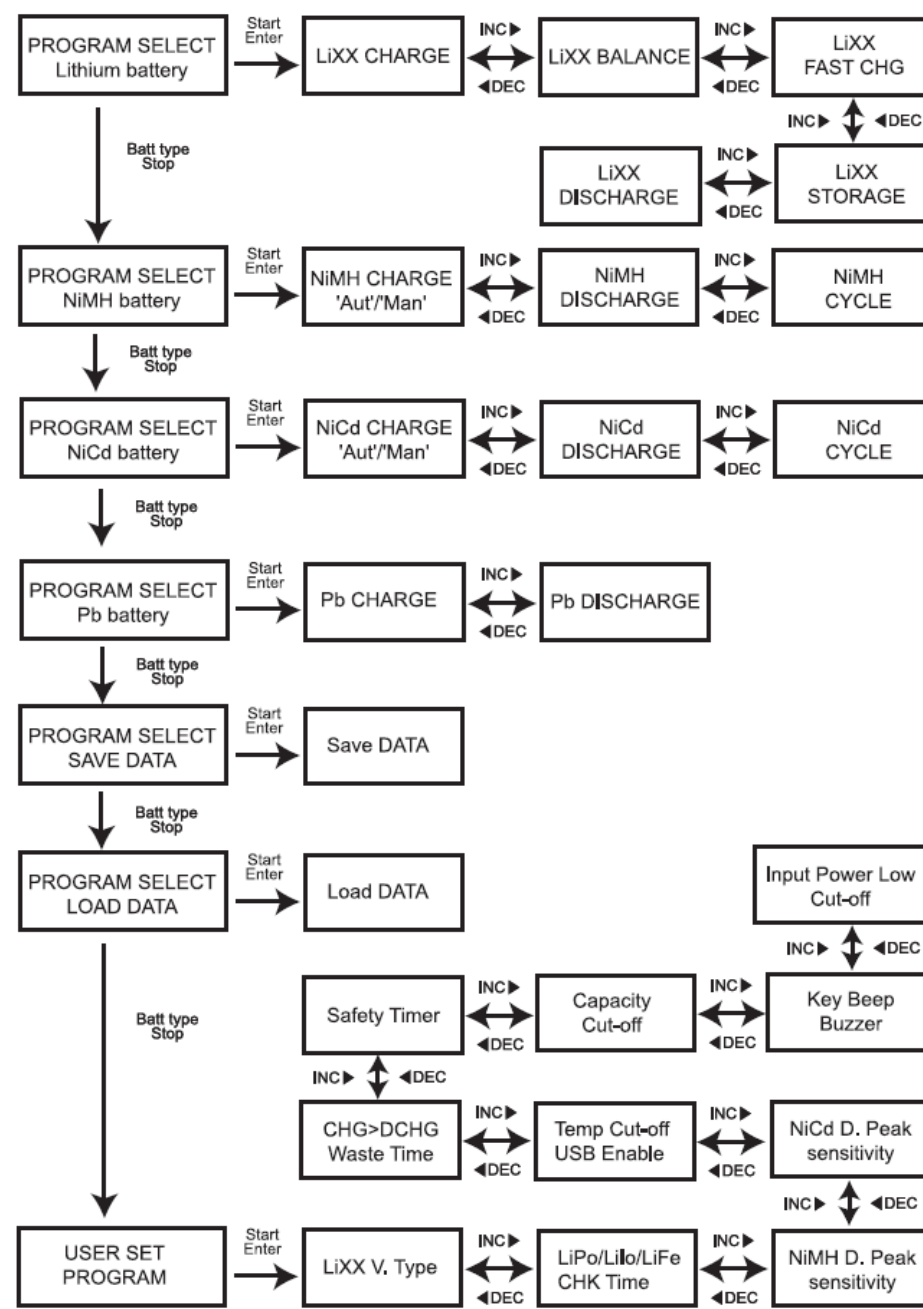 PROGRAM SELECT
Lithium battery
Start
Enter
LiXX CHARGE
INC▶
◀DEC
LiXX BALANCE
INC▶
◀DEC
LiXX
FAST CHG
INC▶ ◀DEC
Batt type
Stop
LiXX
DISCHARGE
INC▶
◀DEC
LiXX
STORAGE
PROGRAM SELECT
NiMH battery
Start
Enter
NiMH CHARGE
'Aut'/'Man'
INC▶
◀DEC
NiMH
DISCHARGE
INC▶
◀DEC
NiMH
CYCLE
Batt type
Stop
PROGRAM SELECT
NiCd battery
Start
Enter
NiCd CHARGE
'Aut'/'Man'
INC▶
◀DEC
NiCd
DISCHARGE
INC▶
◀DEC
NiCd
CYCLE
Batt type
Stop
PROGRAM SELECT
Pb battery
Start
Enter
Pb CHARGE
INC▶
◀DEC
Pb DISCHARGE
Batt type
Stop
PROGRAM SELECT
SAVE DATA
Start
Enter
Save DATA
Batt type
Stop
PROGRAM SELECT
LOAD DATA
Start
Enter
Load DATA
Input Power Low
Cut-off
INC▶ ◀DEC
Batt type
Stop
Safety Timer
INC▶
◀DEC
Capacity
Cut-off
INC▶
◀DEC
Key Beep
Buzzer
INC▶ ◀DEC
CHG>DCHG
Waste Time
INC▶
◀DEC
Temp Cut-off
USB Enable
INC▶
◀DEC
NiCd D. Peak
sensitivity
INC▶ ◀DEC
USER SET
PROGRAM
Start
Enter
LiXX V. Type
INC▶
◀DEC
LiPo/LiIo/LiFe
CHK Time
INC▶
◀DEC
NiMH D. Peak
sensitivity